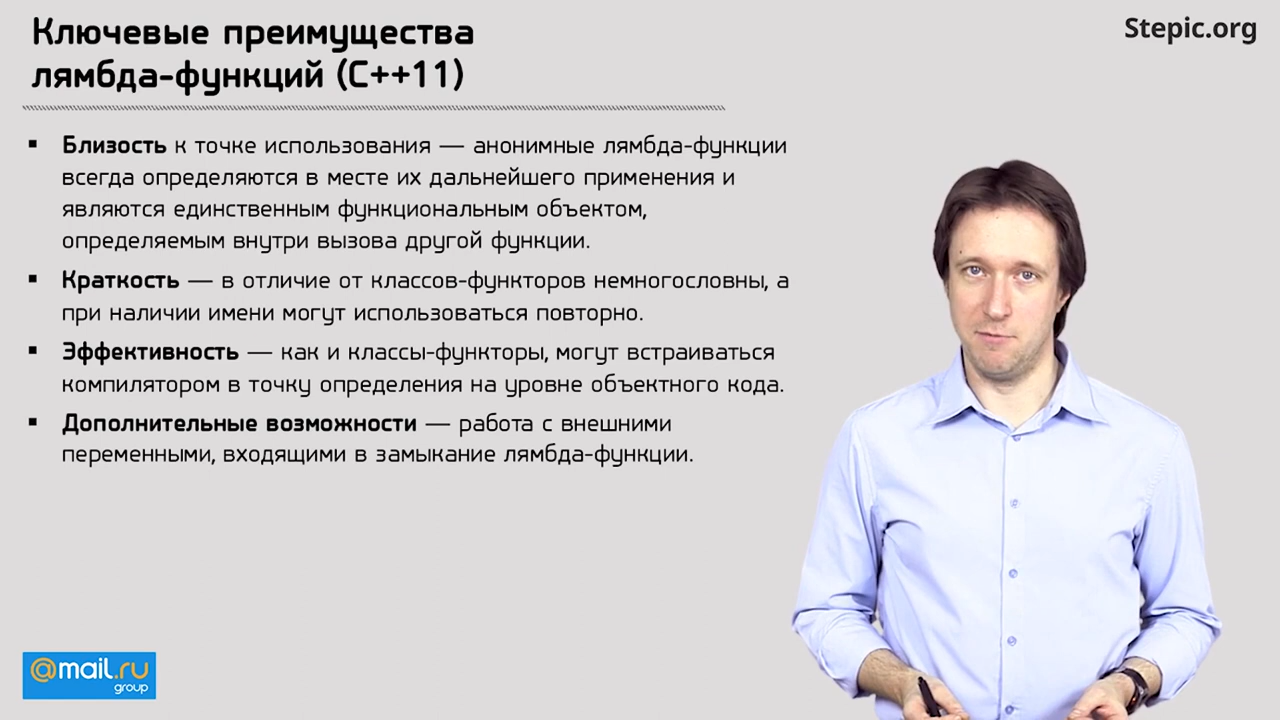 Ключевые преимущества
лямбда-функций (C++11)
Stepic.org
▪ Близость к точке использования — анонимные лямбда-функции
всегда определяются в месте их дальнейшего применения и
являются единственным функциональным объектом,
определяемым внутри вызова другой функции.
▪ Краткость — в отличие от классов-функторов немногословны, а
при наличии имени могут использоваться повторно.
▪ Эффективность — как и классы-функторы, могут встраиваться
компилятором в точку определения на уровне объектного кода.
▪ Дополнительные возможности — работа с внешними
переменными, входящими в замыкание лямбда-функции.
@mail.ru
group